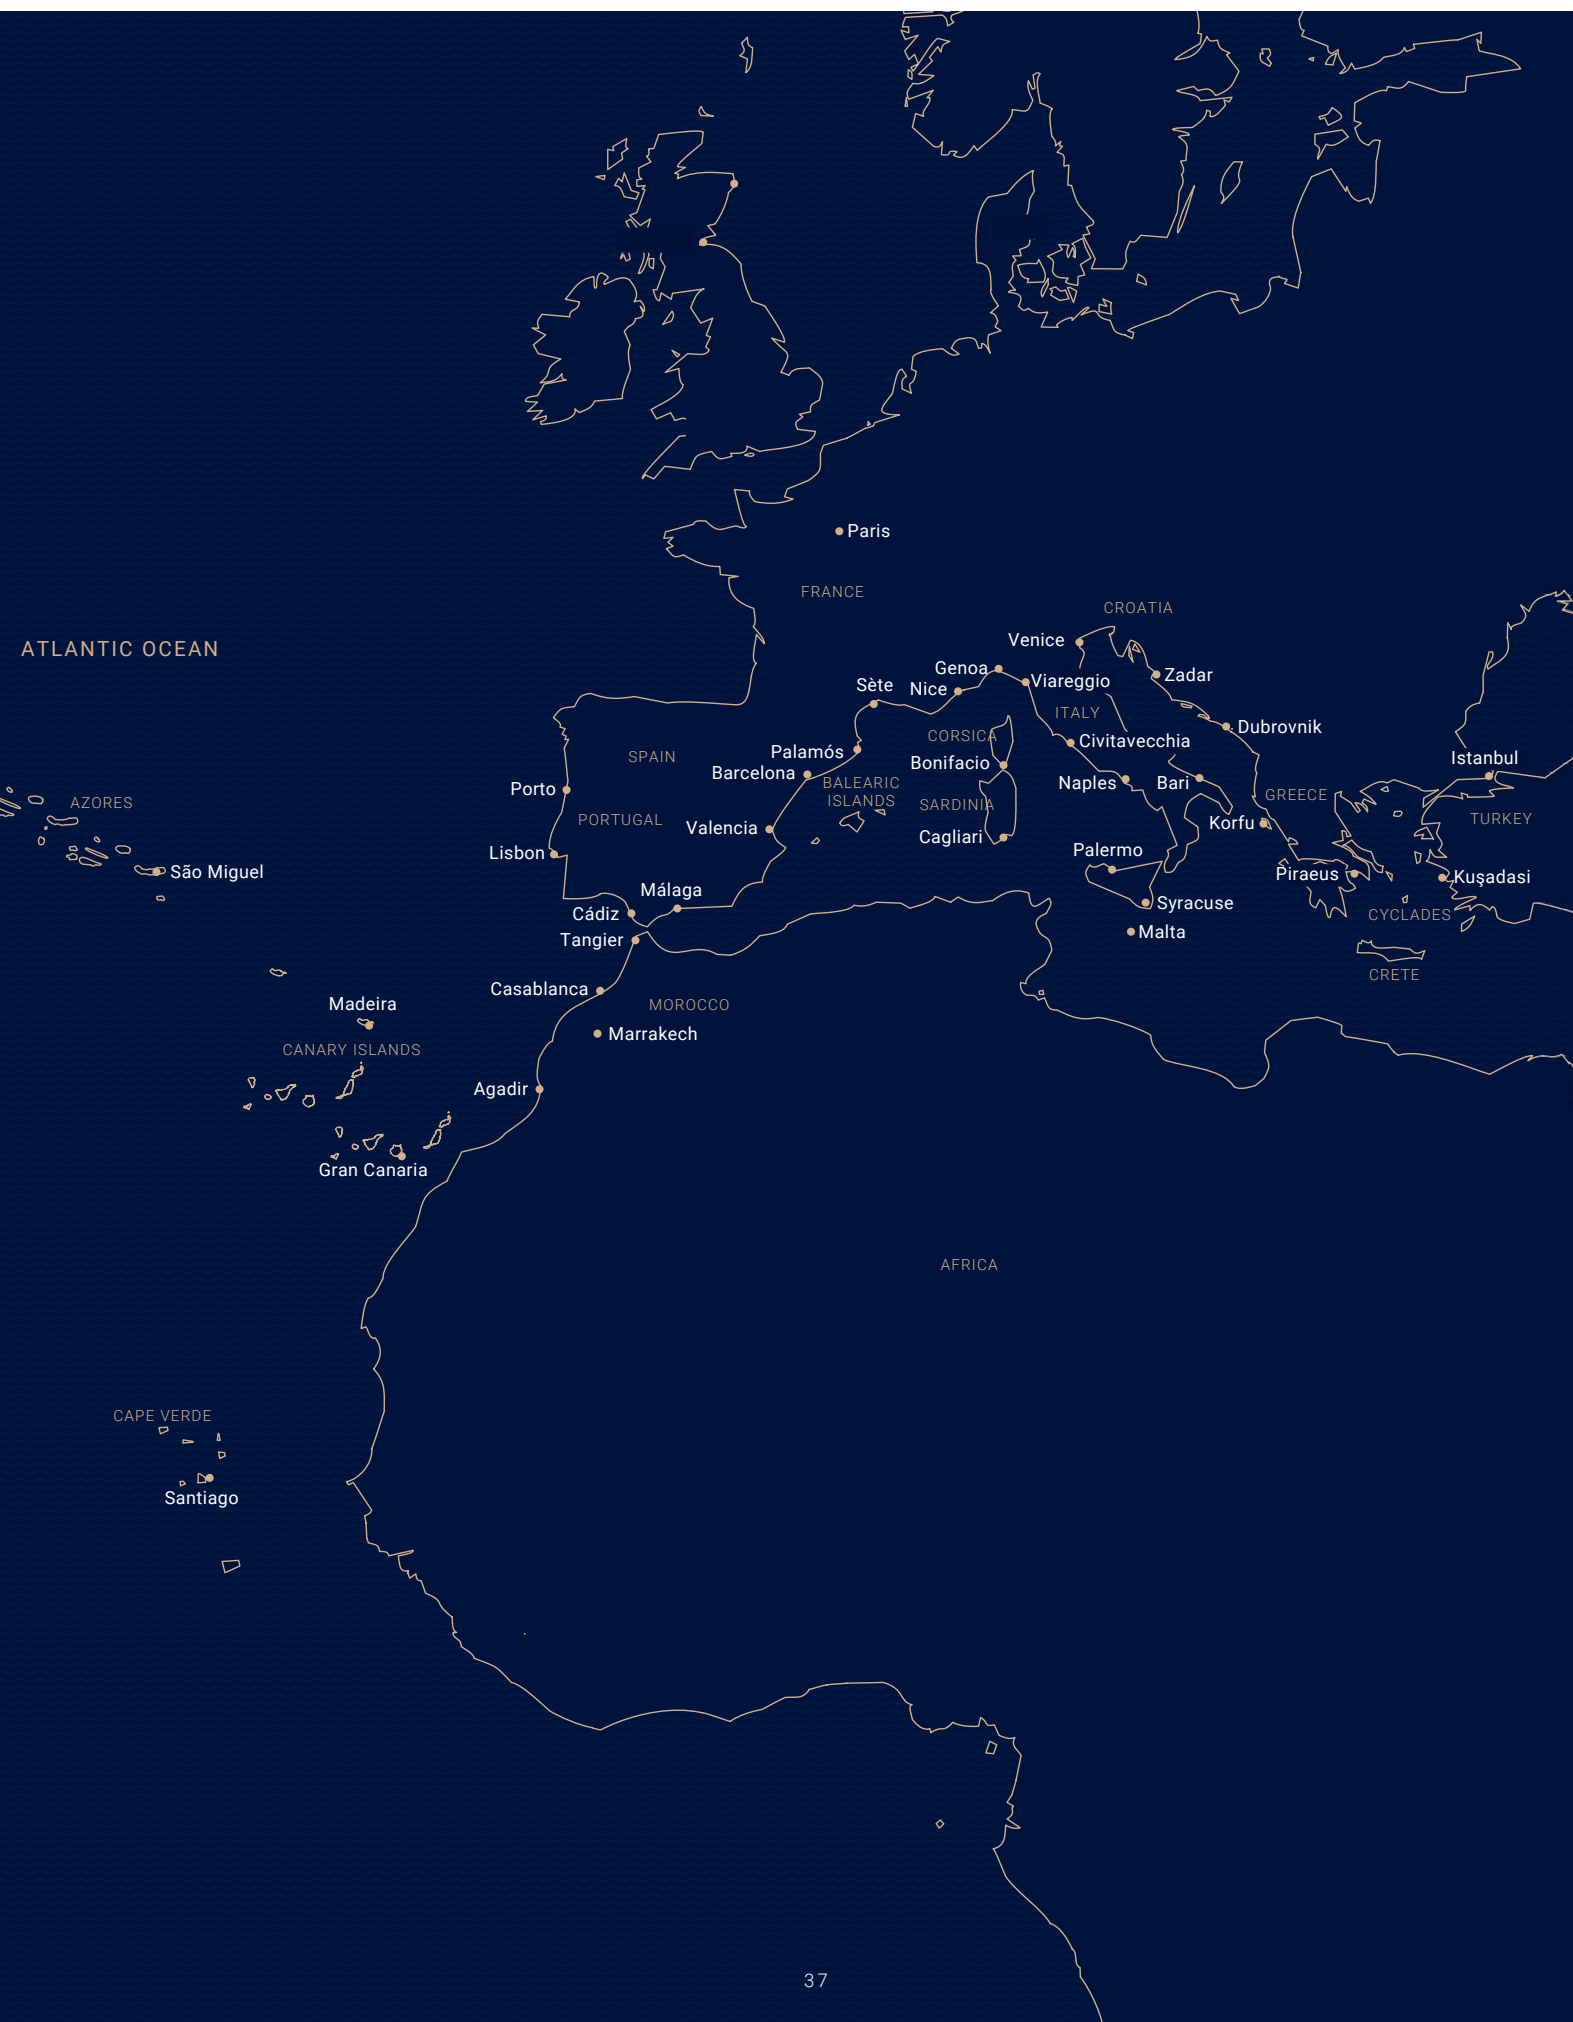 Paris
FRANCE
CROATIA
Venice
ATLANTIC OCEAN
Genoa
Zadar
Viareggio
Sète
Nice
ITALY
Dubrovnik
CORSICA
Civitavecchia
Palamós
SPAIN
Istanbul
Bonifacio
Barcelona
BALEARIC
ISLANDS
Naples
Bari
Porto
GREECE
AZORES
SARDINIA
PORTUGAL
TURKEY
Korfu
Valencia
Cagliari
Lisbon
Palermo
São Miguel
Piraeus
Kuşadasi
Málaga
Syracuse
Cádiz
CYCLADES
Malta
Tangier
CRETE
Casablanca
Madeira
MOROCCO
Marrakech
CANARY ISLANDS
Agadir
Gran Canaria
AFRICA
CAPE VERDE
Santiago
37